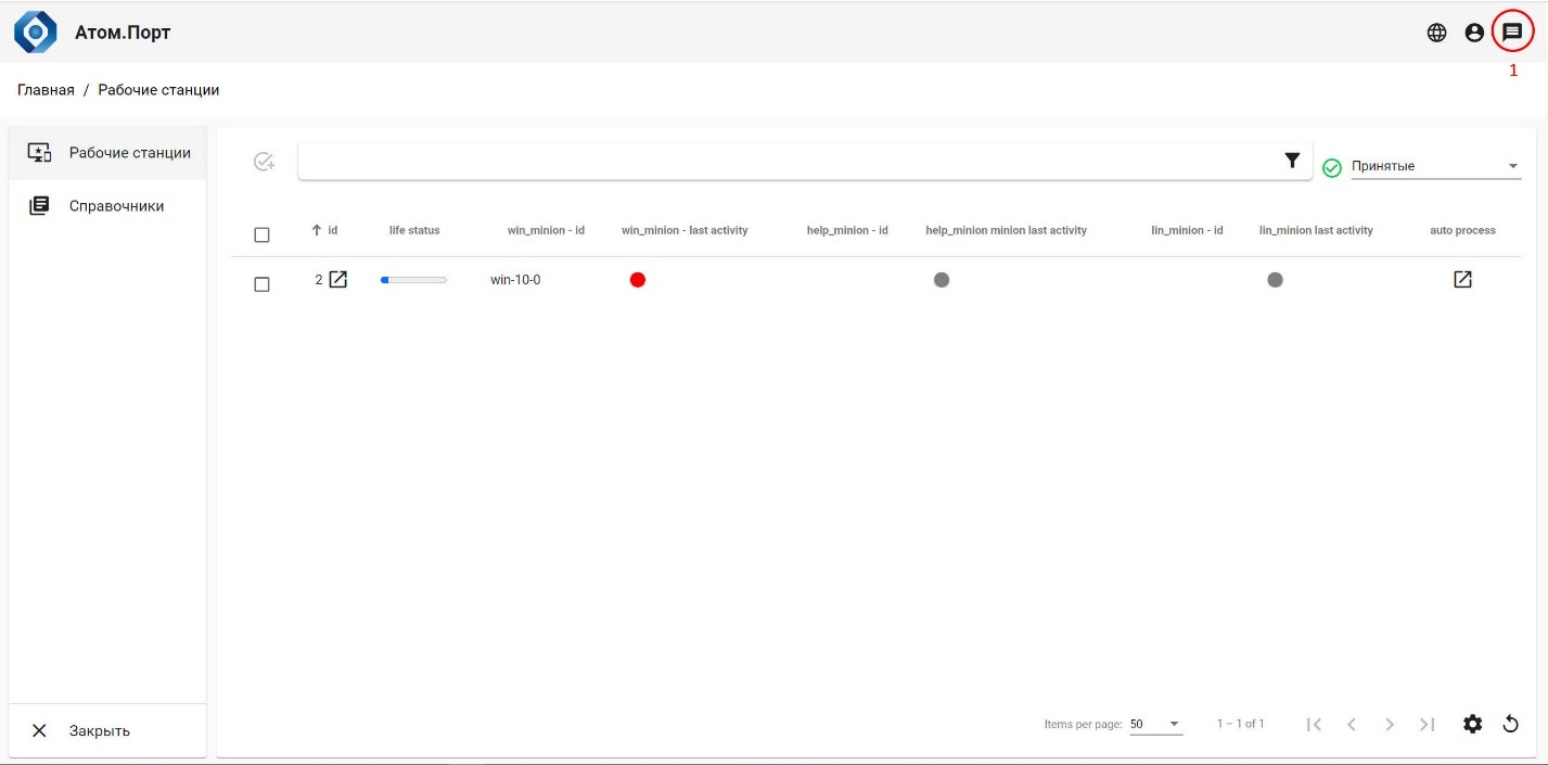 Атом.Порт
1
Главная / Рабочие станции
Рабочие станции
Справочники
Принятые
id life status win_minion - id win_minion - last activity help_minion - id help_minion minion last activity lin_minion - id lin_minion last activity auto process
2 win-10-0
Items per page: 50 1 – 1 of 1
Закрыть